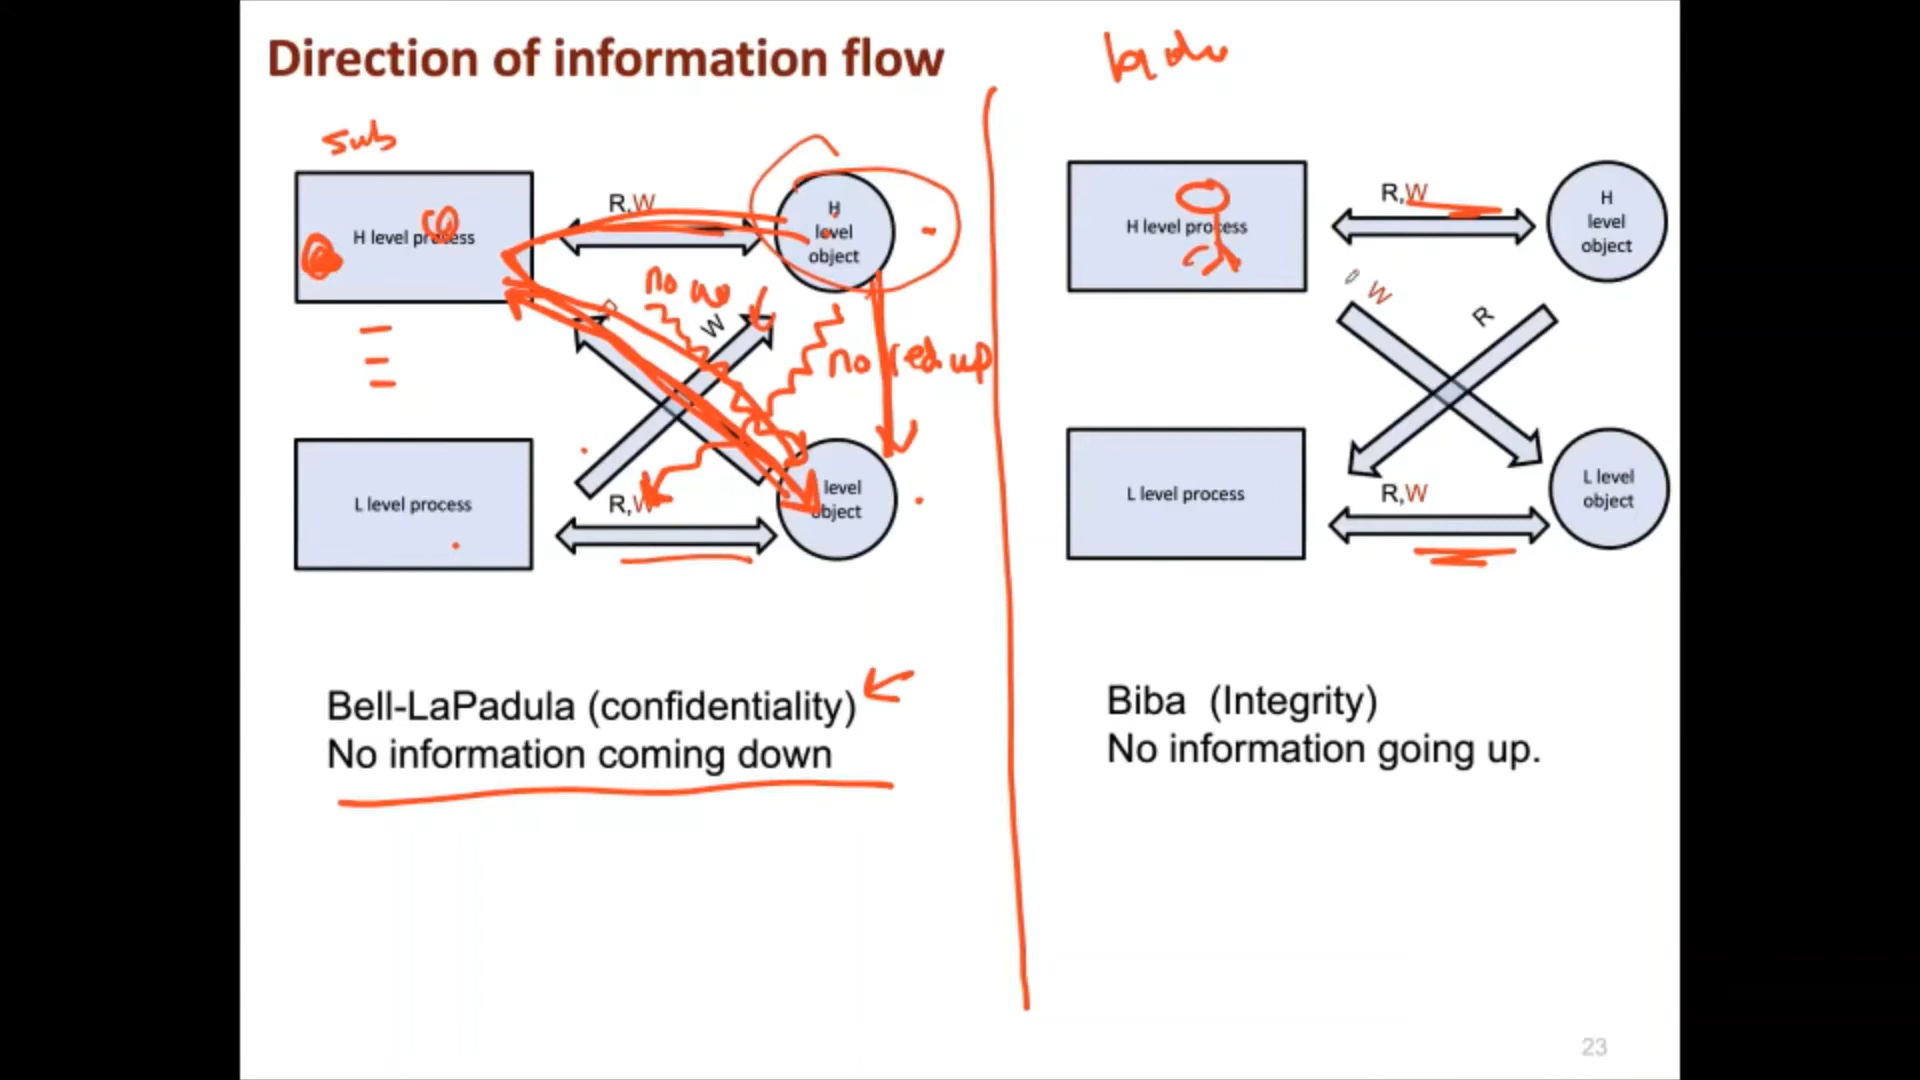 Direction of information flow
sub
H level process
R,W
H
level
object
no
W
no red up
L level process
R,W
level
object
Bell-LaPadula (confidentiality)
No information coming down
H level process
R,W
H
level
object
W
R
L level process
R,W
L level
object
Biba (Integrity)
No information going up.
23